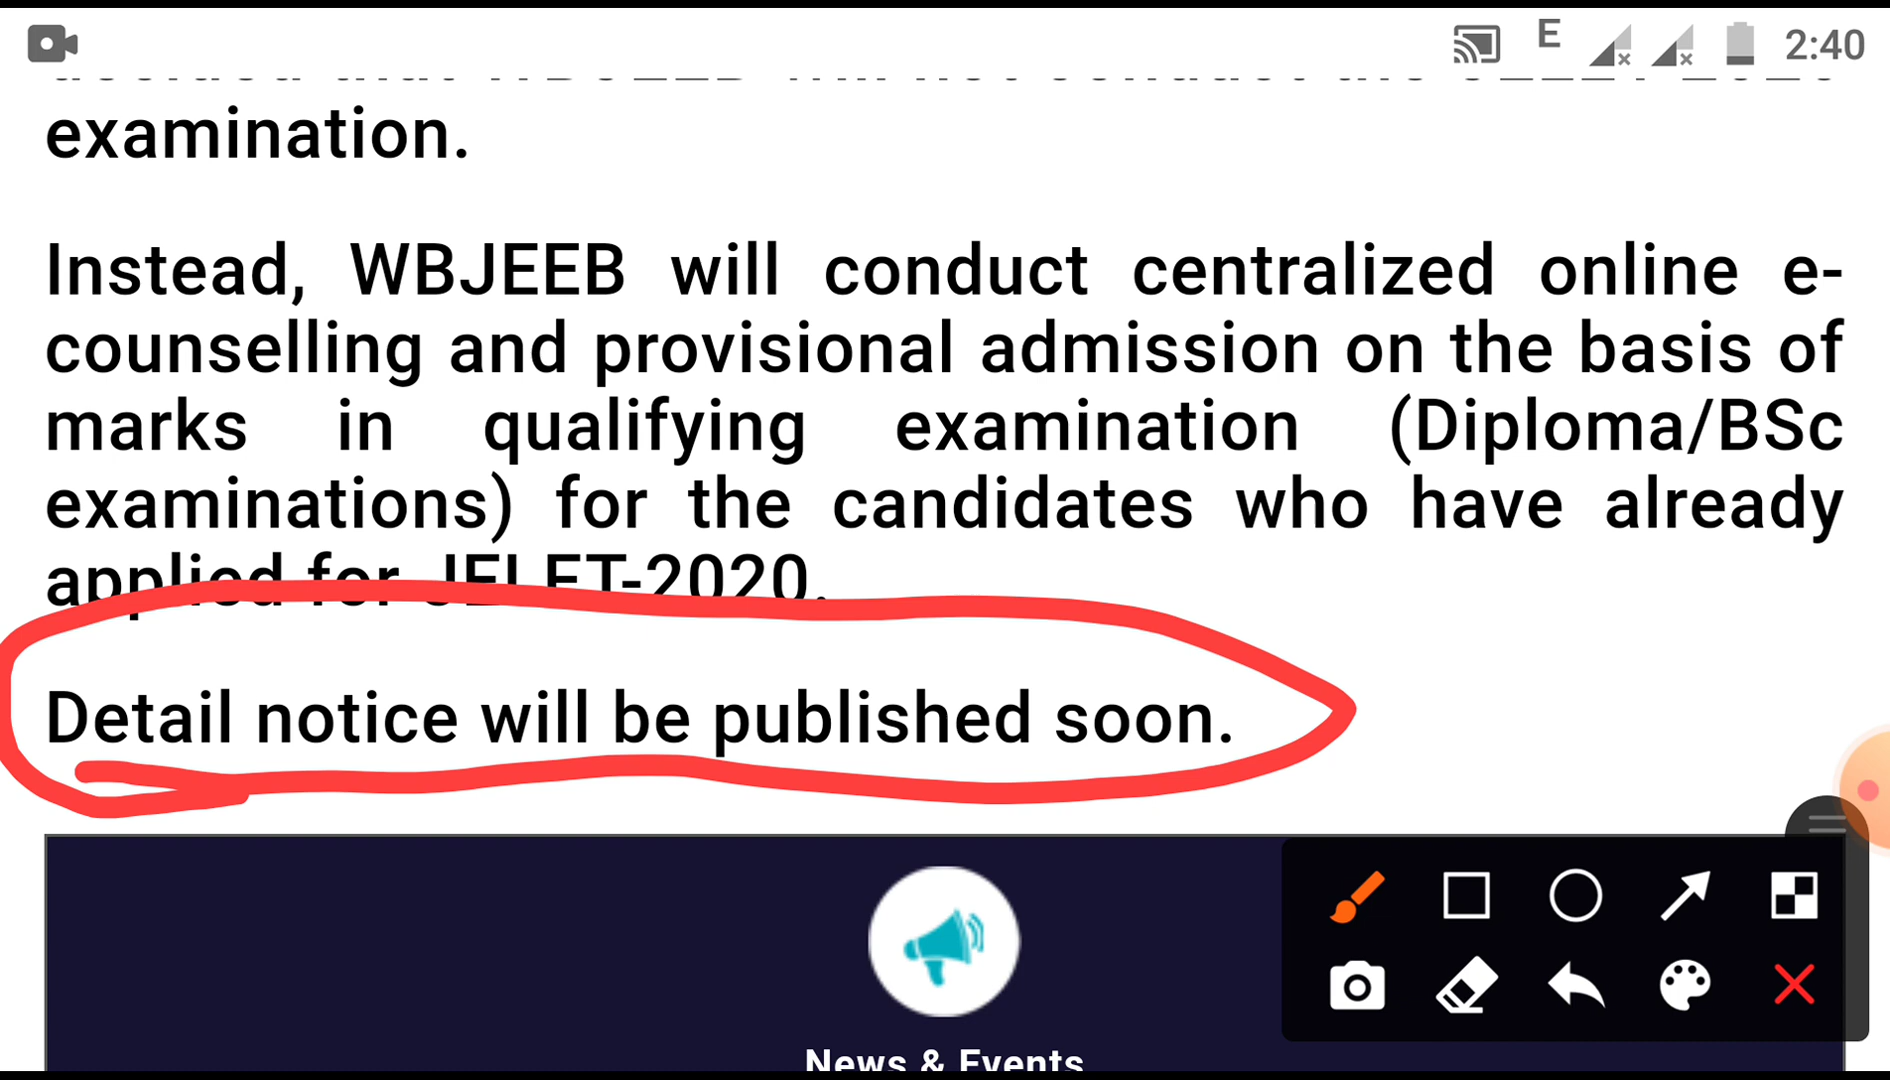 E 2:40
examination.
Instead, WBJEEB will conduct centralized online e-
counselling and provisional admission on the basis of
marks in qualifying examination (Diploma/BSc
examinations) for the candidates who have already
applied for JELET-2020.
Detail notice will be published soon.
News & Events